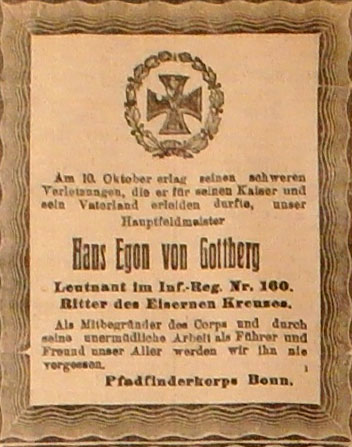 Am 10. Oktober erlag seinen schweren
Verletzungen, die er für seinen Kaiser und
sein Vaterland erleiden durfte, unser
Hauptfeldmeister
Hans Egon von Gottberg
Leutnant im Inf.-Reg. Nr. 160.
Ritter des Eisernen Kreuzes.
Als Mitbegründer des Corps und durch
seine unermüdliche Arbeit als Führer und
Freund unser Aller werden wir ihn nie
vergessen.
Pfadfinderkorps Bonn.